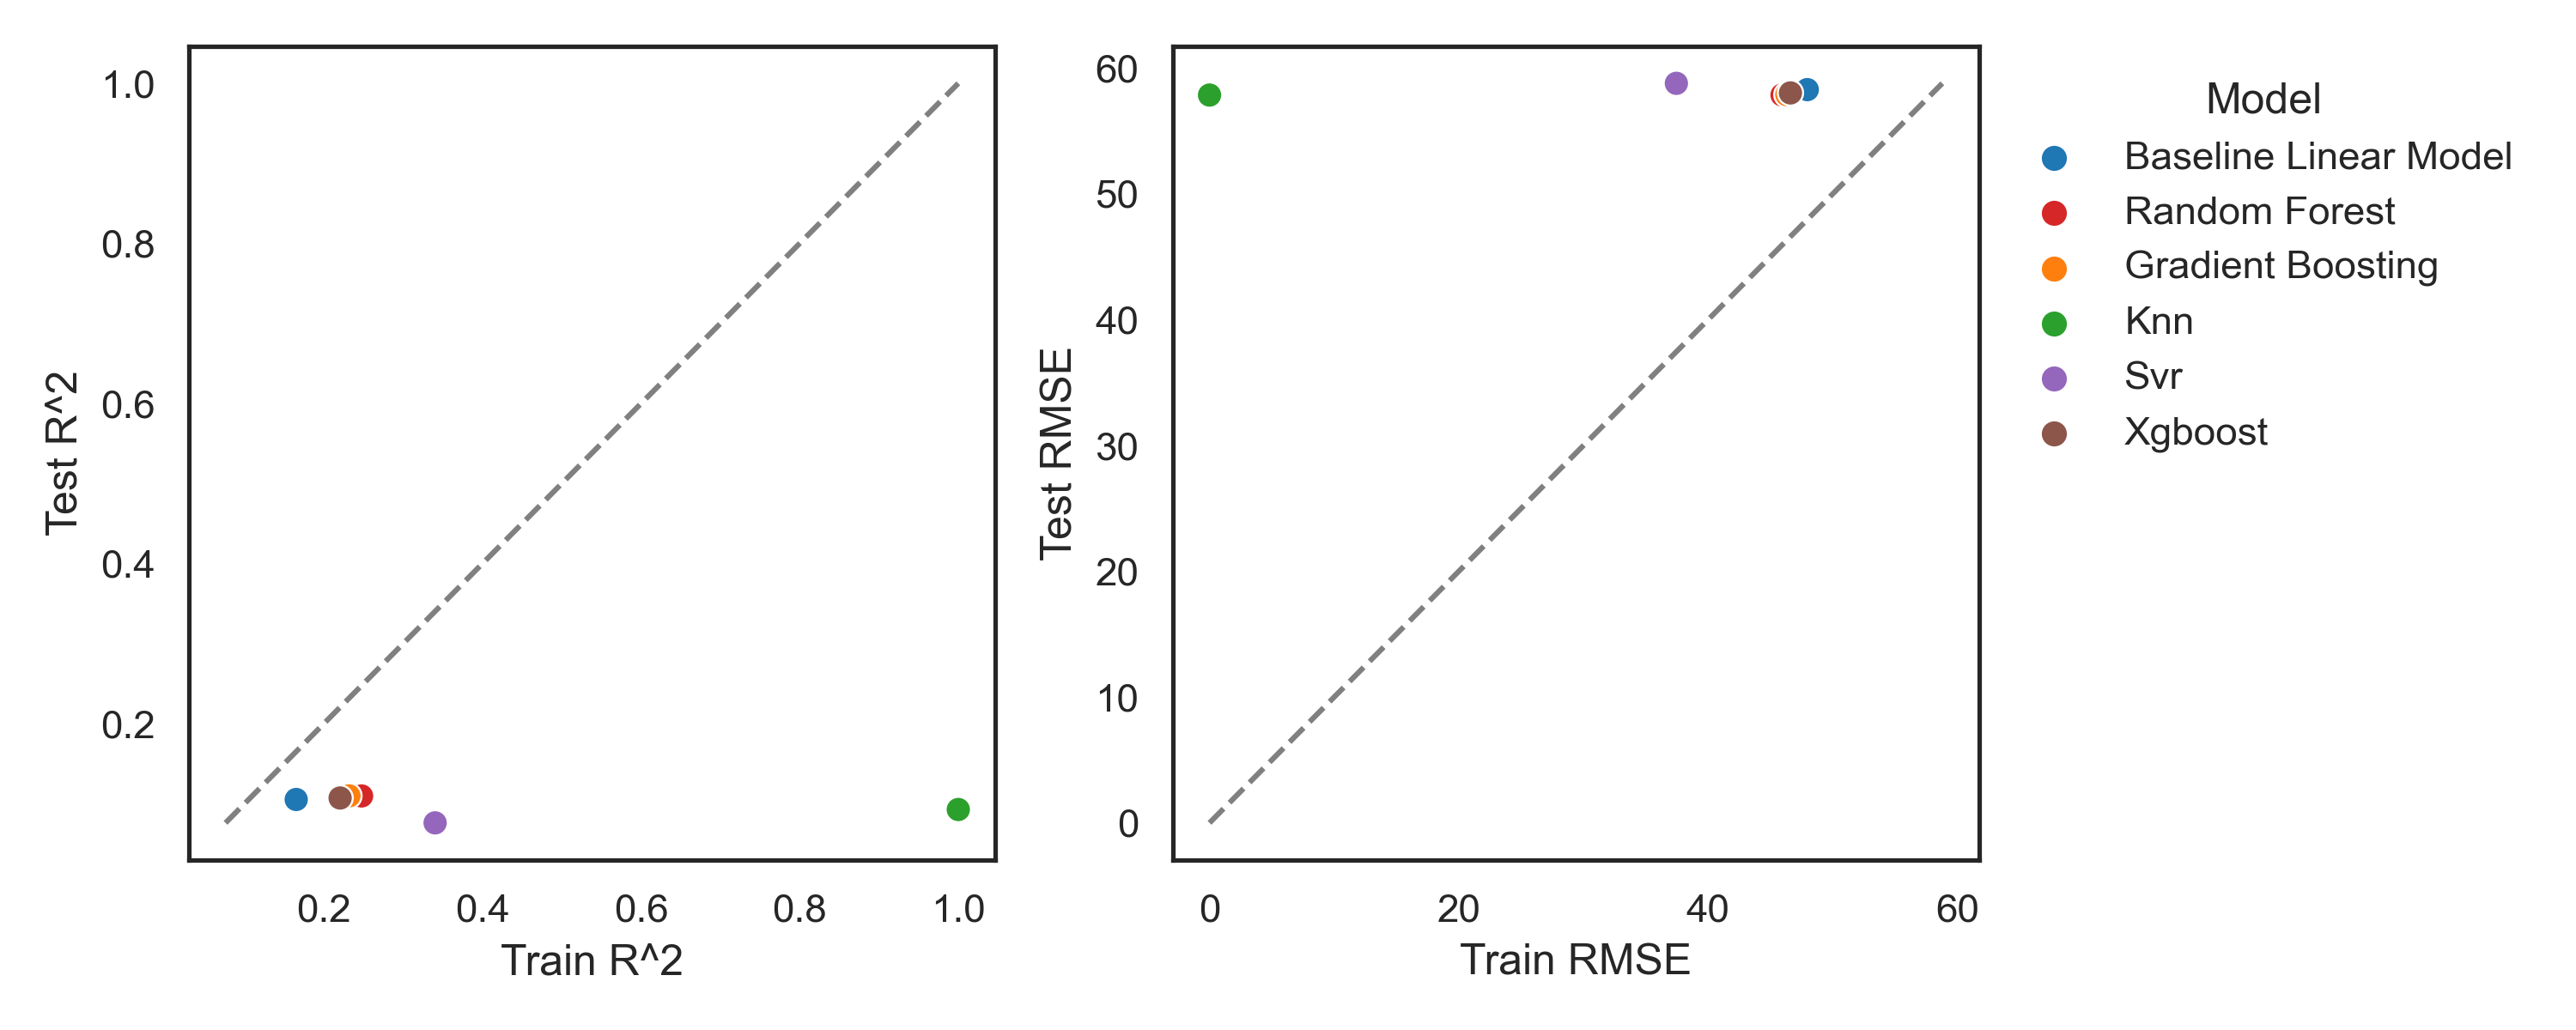 1.0
0.8
0.6
0.4
0.2
Test R^2
0.2 0.4 0.6 0.8 1.0
Train R^2
60
50
40
30
20
10
0
Test RMSE
0 20 40 60
Train RMSE
Model
Baseline Linear Model
Random Forest
Gradient Boosting
Knn
Svr
Xgboost